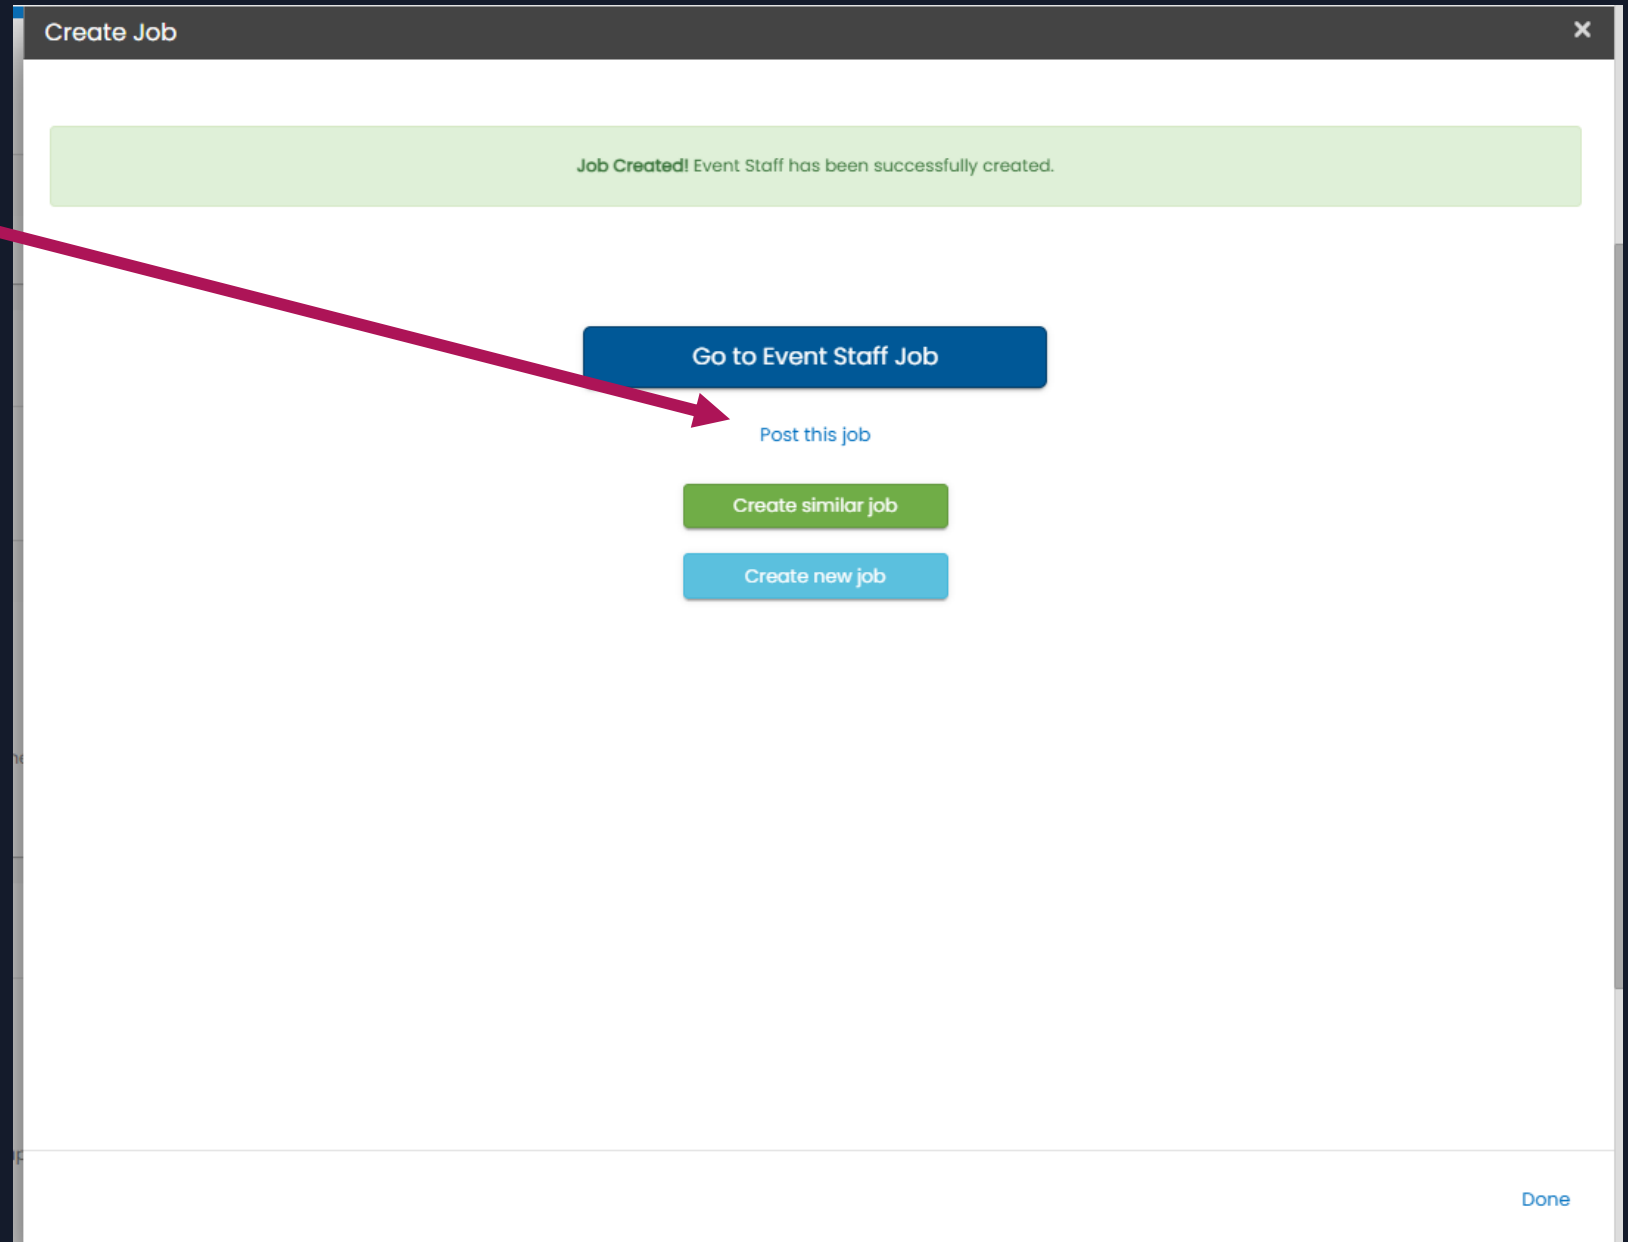 Create Job
Job Created! Event Staff has been successfully created.
Go to Event Staff Job
Post this job
Create similar job
Create new job
Done